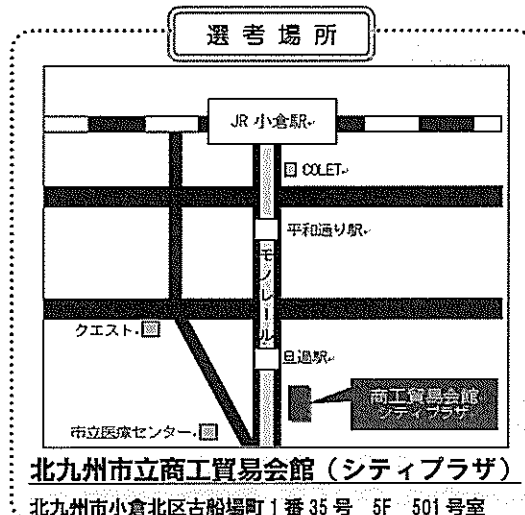 選考場所
JR 小倉駅
COLET
平和通り駅
モノレール
クエスト
旦過駅
商工貿易会館
シティプラザ
市立医療センター
北九州市立商工貿易会館(シティプラザ)
北九州市小倉北区古船場町1番35号 5F 501号室